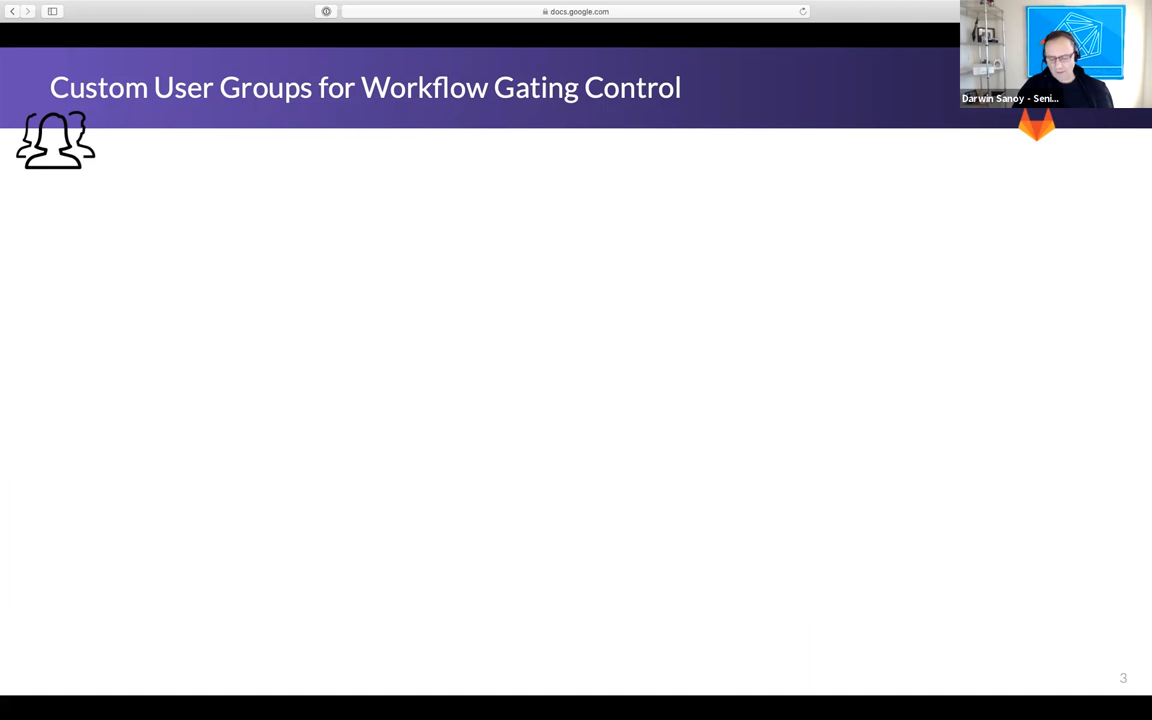 docs.google.com
Custom User Groups for Workflow Gating Control
Darwin Sanoy - Seni...
3